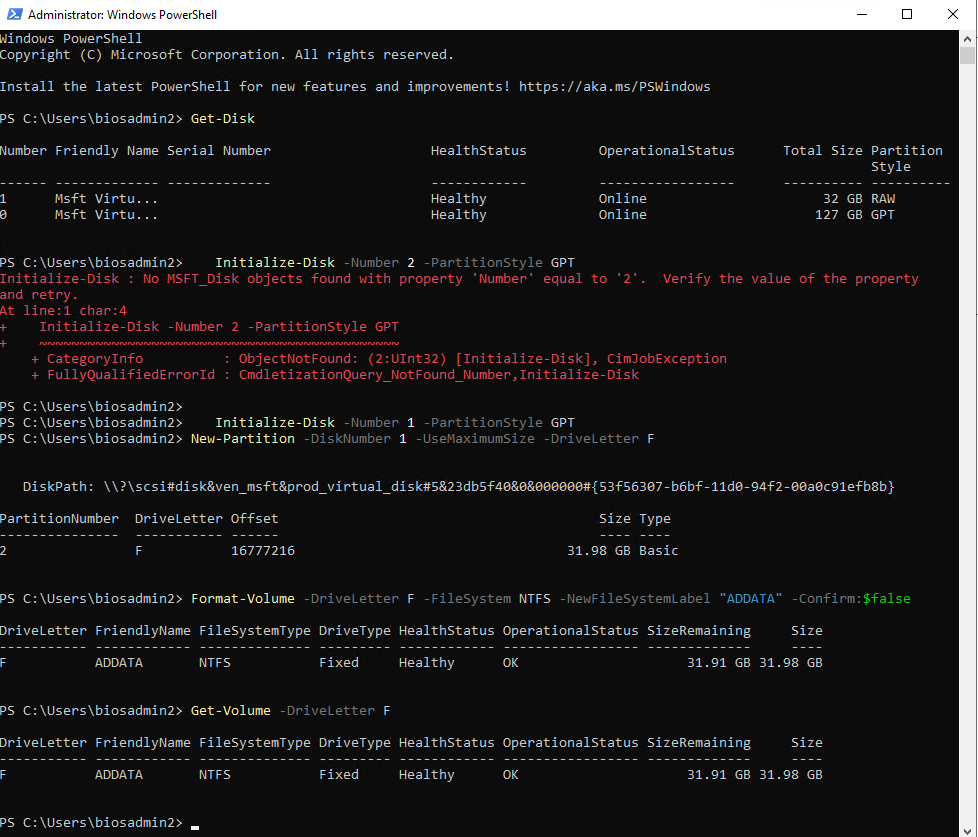 Administrator: Windows PowerShell
Windows PowerShell
Copyright (C) Microsoft Corporation. All rights reserved.
Install the latest PowerShell for new features and improvements! https://aka.ms/PSWindows
PS C:\Users\biosadmin2> Get-Disk
Number Friendly Name Serial Number                    HealthStatus         OperationalStatus      Total Size Partition
                                                                                                             Style
------ ------------- -------------                    ------------         -----------------      ---------- ----------
1      Msft Virtu...                                  Healthy              Online                      32 GB RAW
0      Msft Virtu...                                  Healthy              Online                     127 GB GPT
PS C:\Users\biosadmin2>    Initialize-Disk -Number 2 -PartitionStyle GPT
Initialize-Disk : No MSFT_Disk objects found with property 'Number' equal to '2'.  Verify the value of the property
and retry.
At line:1 char:4
+    Initialize-Disk -Number 2 -PartitionStyle GPT
+    ~~~~~~~~~~~~~~~~~~~~~~~~~~~~~~~~~~~~~~~~~~~~~
    + CategoryInfo          : ObjectNotFound: (2:UInt32) [Initialize-Disk], CimJobException
    + FullyQualifiedErrorId : CmdletizationQuery_NotFound_Number,Initialize-Disk
PS C:\Users\biosadmin2>
PS C:\Users\biosadmin2>    Initialize-Disk -Number 1 -PartitionStyle GPT
PS C:\Users\biosadmin2> New-Partition -DiskNumber 1 -UseMaximumSize -DriveLetter F
   DiskPath: \\?\scsi#disk&ven_msft&prod_virtual_disk#5&23db5f40&0&000000#{53f56307-b6bf-11d0-94f2-00a0c91efb8b}
PartitionNumber  DriveLetter Offset                                        Size Type
---------------  ----------- ------                                        ---- ----
2                F           16777216                                  31.98 GB Basic
PS C:\Users\biosadmin2> Format-Volume -DriveLetter F -FileSystem NTFS -NewFileSystemLabel "ADDATA" -Confirm:$false
DriveLetter FriendlyName FileSystemType DriveType HealthStatus OperationalStatus SizeRemaining     Size
----------- ------------ -------------- --------- ------------ ----------------- -------------     ----
F           ADDATA       NTFS           Fixed     Healthy      OK                     31.91 GB 31.98 GB
PS C:\Users\biosadmin2> Get-Volume -DriveLetter F
DriveLetter FriendlyName FileSystemType DriveType HealthStatus OperationalStatus SizeRemaining     Size
----------- ------------ -------------- --------- ------------ ----------------- -------------     ----
F           ADDATA       NTFS           Fixed     Healthy      OK                     31.91 GB 31.98 GB
PS C:\Users\biosadmin2>